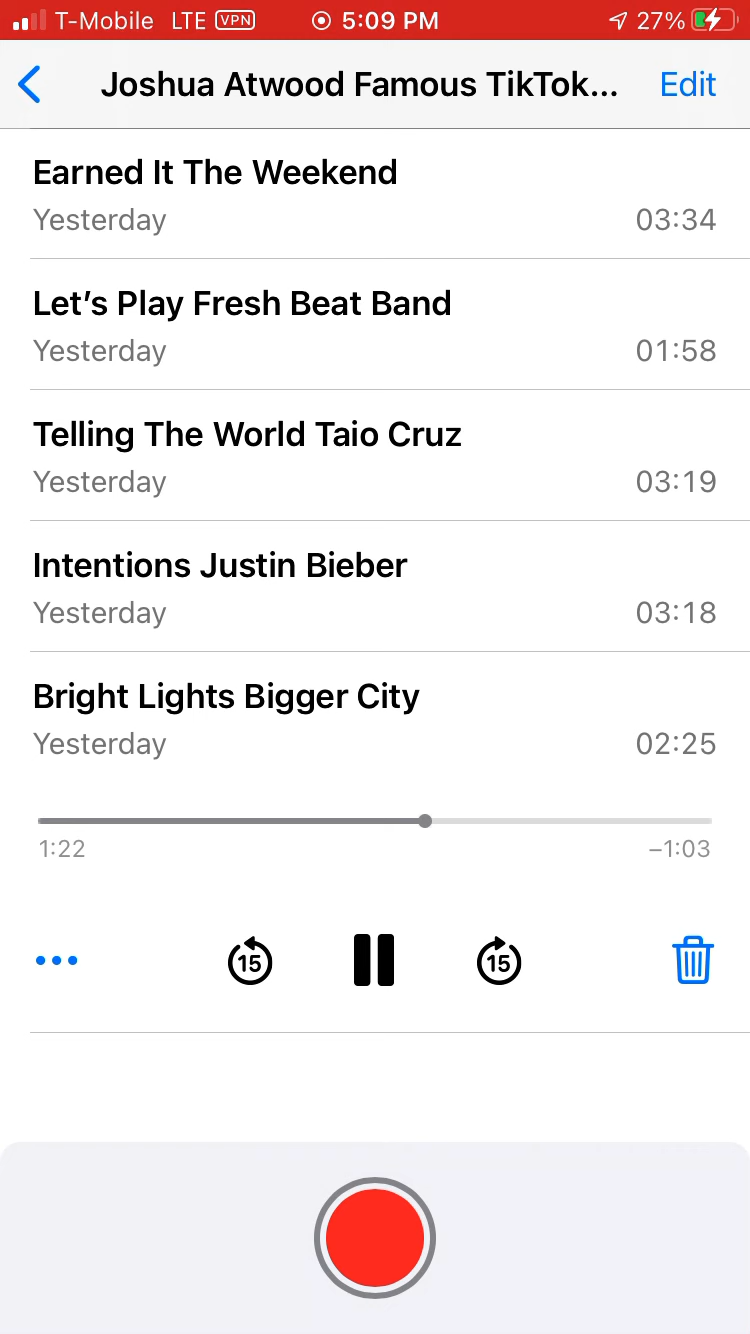 T-Mobile LTE VPN 5:09 PM 27%
Joshua Atwood Famous TikTok... Edit
Earned It The Weekend
Yesterday 03:34
Let’s Play Fresh Beat Band
Yesterday 01:58
Telling The World Taio Cruz
Yesterday 03:19
Intentions Justin Bieber
Yesterday 03:18
Bright Lights Bigger City
Yesterday 02:25
1:22 –1:03
15 15